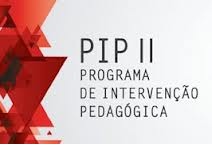 PIP II
PROGRAMA
DE INTERVENÇÃO
PEDAGÓGICA